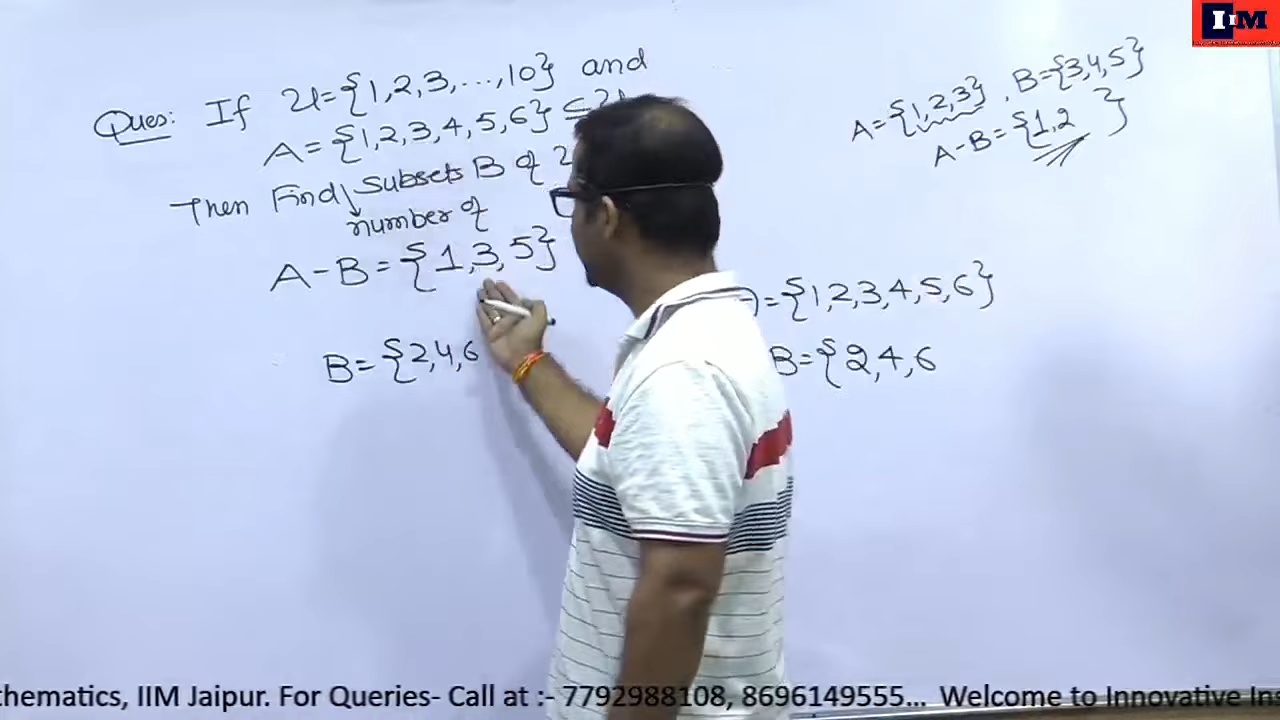 IIM
Ques: If U={1,2,3,...,10} and
A={1,2,3,4,5,6} ⊆
Then Find subsets B of
number of
A-B={1,3,5}
B={2,4,6
A={1,2,3}, B={3,4,5}
A-B={1,2 }
={1,2,3,4,5,6}
B={2,4,6
thematics, IIM Jaipur. For Queries- Call at :- 7792988108, 8696149555... Welcome to Innovative Ins